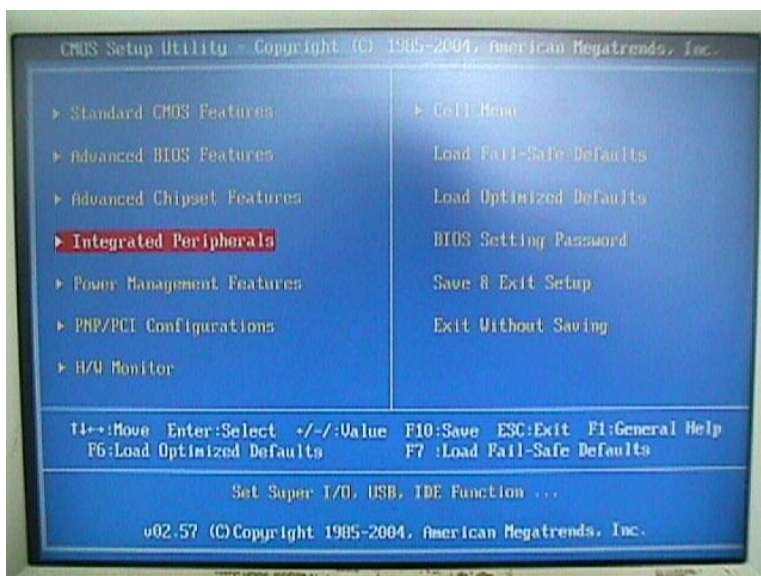 CMOS Setup Utility - Copyright (C) 1985-2004, American Megatrends, Inc.
▶ Standard CMOS Features
▶ Advanced BIOS Features
▶ Advanced Chipset Features
▶ Integrated Peripherals
▶ Power Management Features
▶ PNP/PCI Configurations
▶ H/W Monitor
▶ Cell Menu
Load Fail-Safe Defaults
Load Optimized Defaults
BIOS Setting Password
Save & Exit Setup
Exit Without Saving
↑↓←→:Move Enter:Select +/-/:Value F10:Save ESC:Exit F1:General Help
F6:Load Optimized Defaults F7 :Load Fail-Safe Defaults
Set Super I/O, USB, IDE Function ...
v02.57 (C)Copyright 1985-2004, American Megatrends, Inc.